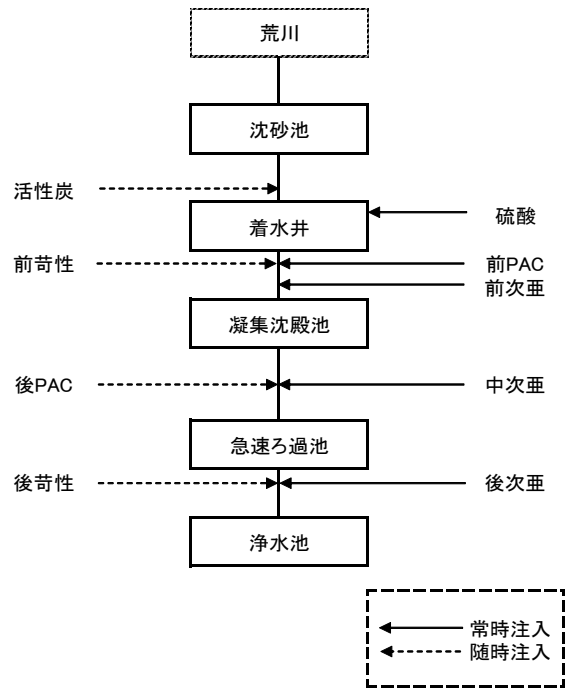 荒川
沈砂池
活性炭
着水井
硫酸
前苛性
前PAC
前次亜
凝集沈殿池
後PAC
中次亜
急速ろ過池
後苛性
後次亜
浄水池
常時注入
随時注入